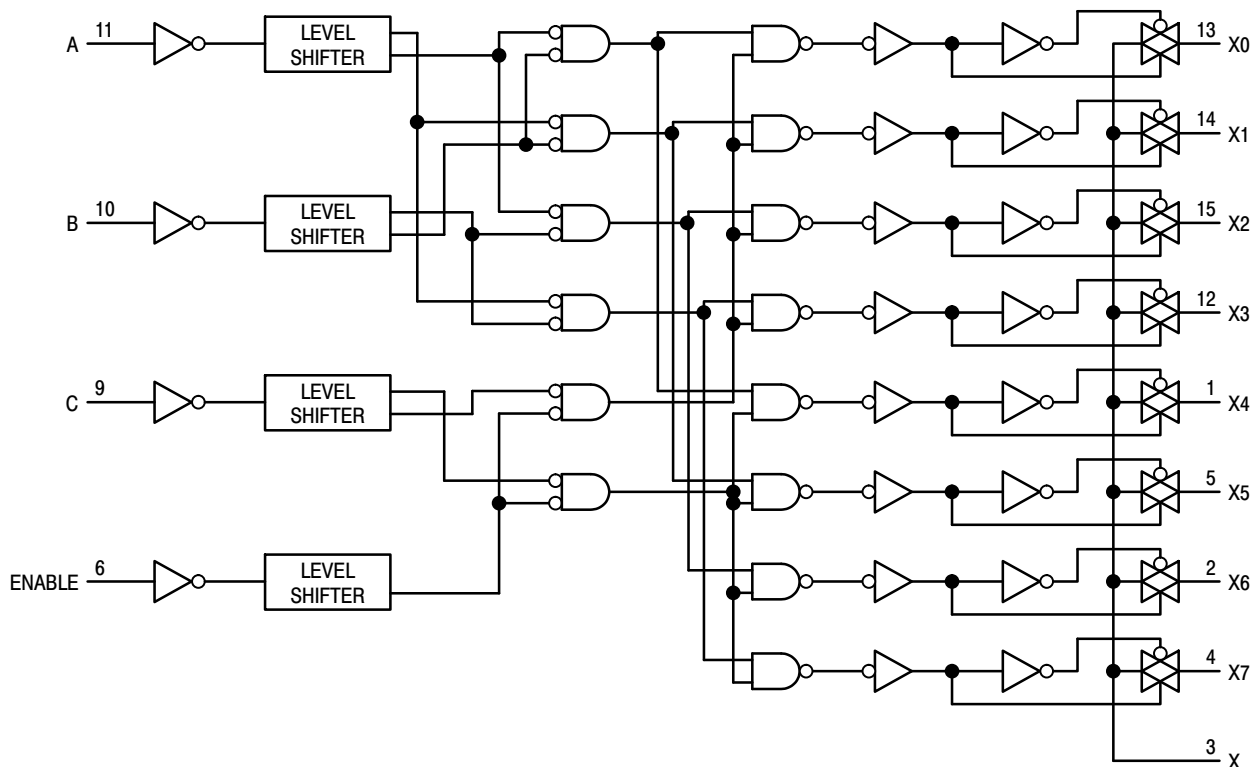 A 11 LEVEL SHIFTER 13 X0
14 X1
B 10 LEVEL SHIFTER 15 X2
12 X3
C 9 LEVEL SHIFTER 1 X4
5 X5
ENABLE 6 LEVEL SHIFTER 2 X6
4 X7
3 X